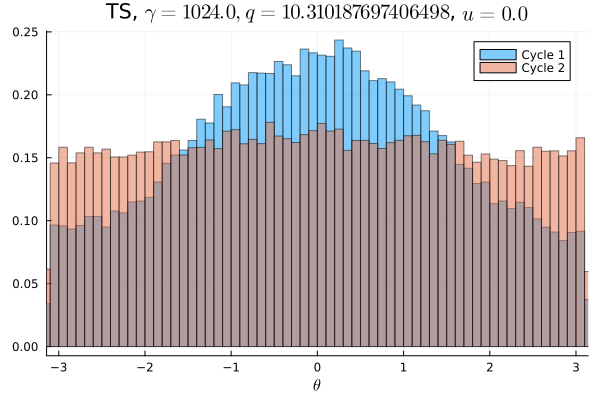 TS, γ = 1024.0, q = 10.310187697406498, u = 0.0
0.25
Cycle 1
Cycle 2
0.20
0.15
0.10
0.05
0.00
−3 −2 −1 0 1 2 3
θ